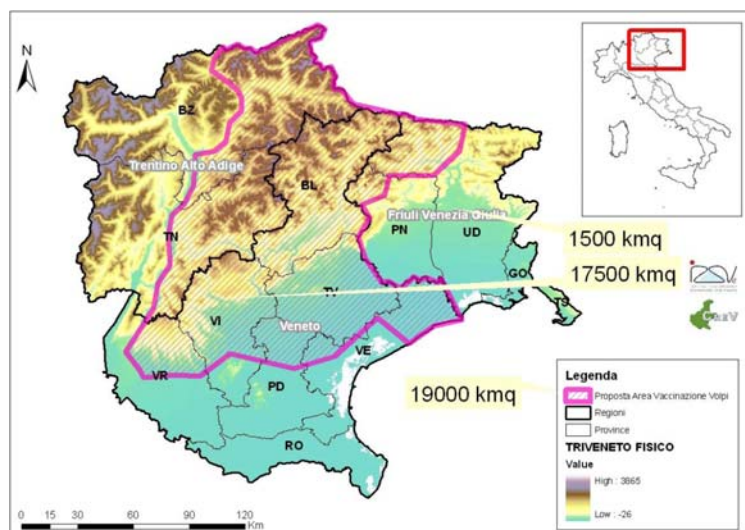 N
BZ
Trentino Alto Adige
BL
Friuli Venezia Giulia
PN
UD
TN
1500 kmq
GO
17500 kmq
TV
VI
Veneto
VE
VR
PD
19000 kmq
RO
Legenda
Proposta Area Vaccinazione Volpi
Regioni
Province
TRIVENETO FISICO
Value
High : 3865
Low : -26
0 15 30 60 90 120
Km